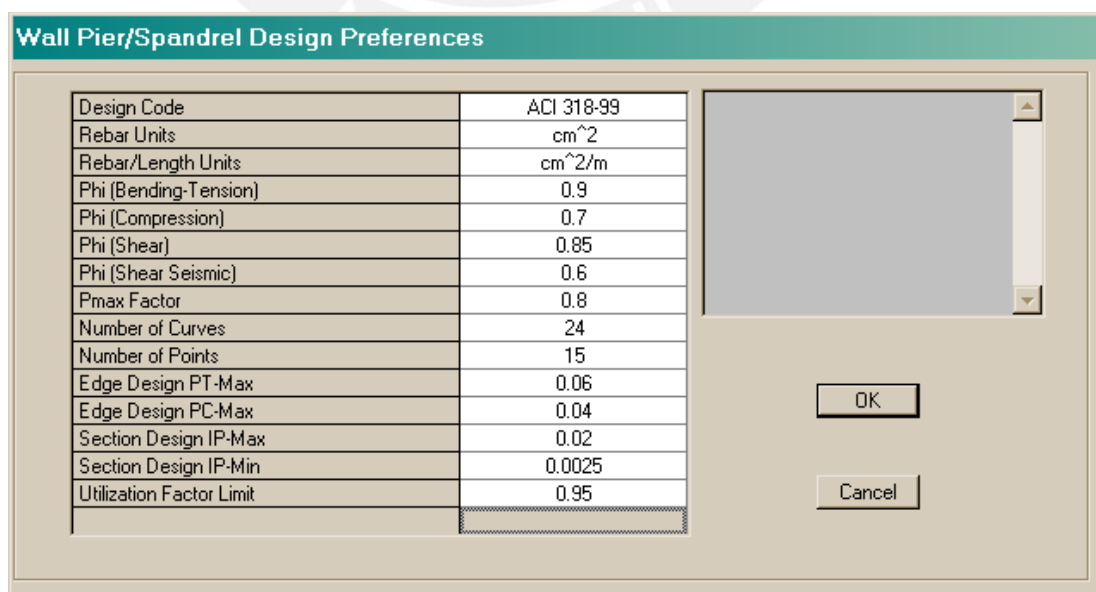 Wall Pier/Spandrel Design Preferences
Design Code ACI 318-99
Rebar Units cm^2
Rebar/Length Units cm^2/m
Phi (Bending-Tension) 0.9
Phi (Compression) 0.7
Phi (Shear) 0.85
Phi (Shear Seismic) 0.6
Pmax Factor 0.8
Number of Curves 24
Number of Points 15
Edge Design PT-Max 0.06
Edge Design PC-Max 0.04
Section Design IP-Max 0.02
Section Design IP-Min 0.0025
Utilization Factor Limit 0.95
OK
Cancel